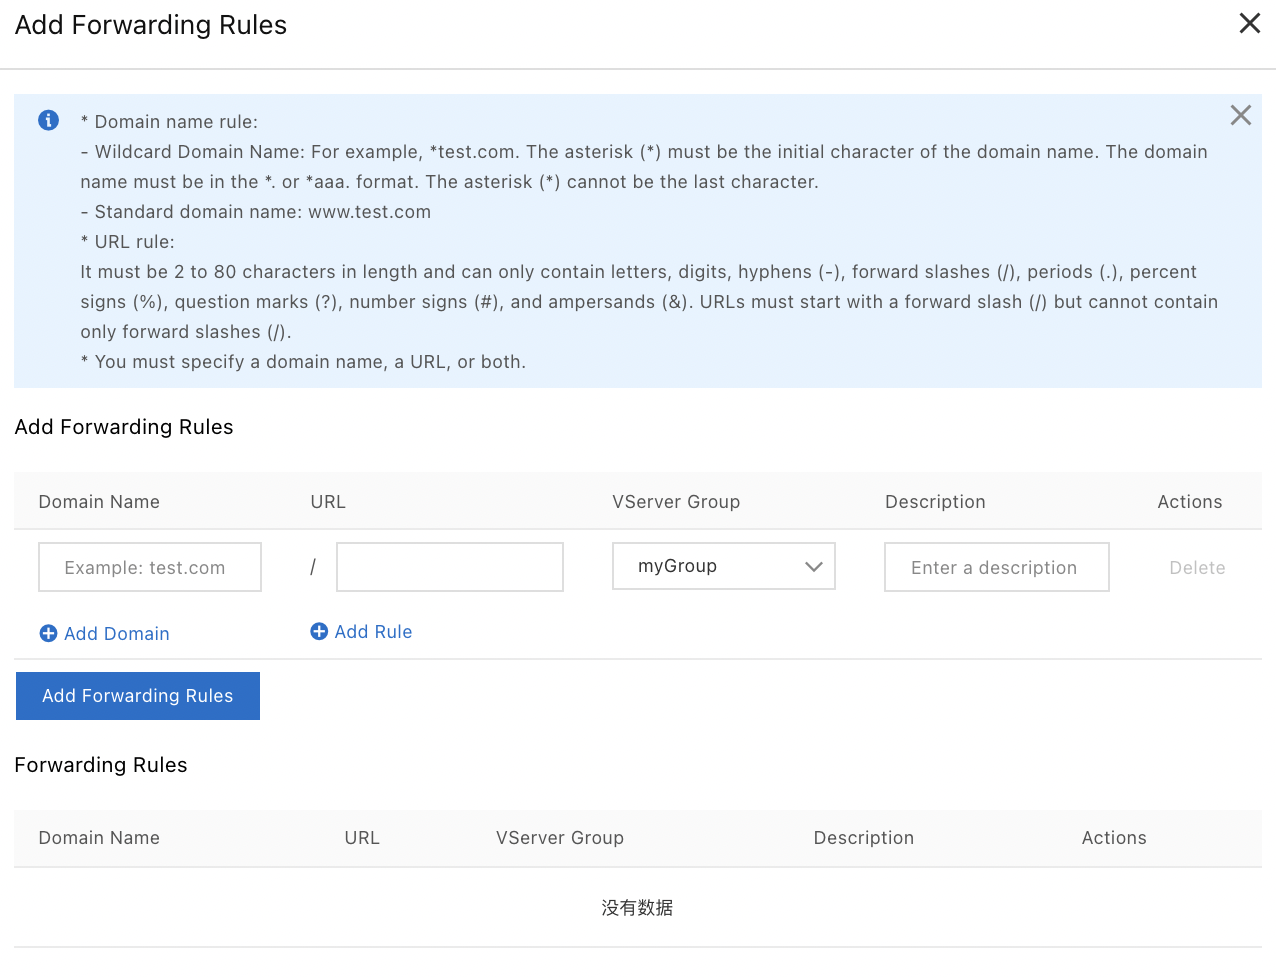 Add Forwarding Rules
* Domain name rule:
- Wildcard Domain Name: For example, *test.com. The asterisk (*) must be the initial character of the domain name. The domain
name must be in the *. or *aaa. format. The asterisk (*) cannot be the last character.
- Standard domain name: www.test.com
* URL rule:
It must be 2 to 80 characters in length and can only contain letters, digits, hyphens (-), forward slashes (/), periods (.), percent
signs (%), question marks (?), number signs (#), and ampersands (&). URLs must start with a forward slash (/) but cannot contain
only forward slashes (/).
* You must specify a domain name, a URL, or both.
Add Forwarding Rules
Domain Name URL VServer Group Description Actions
Example: test.com / myGroup Enter a description Delete
Add Domain Add Rule
Add Forwarding Rules
Forwarding Rules
Domain Name URL VServer Group Description Actions
没有数据